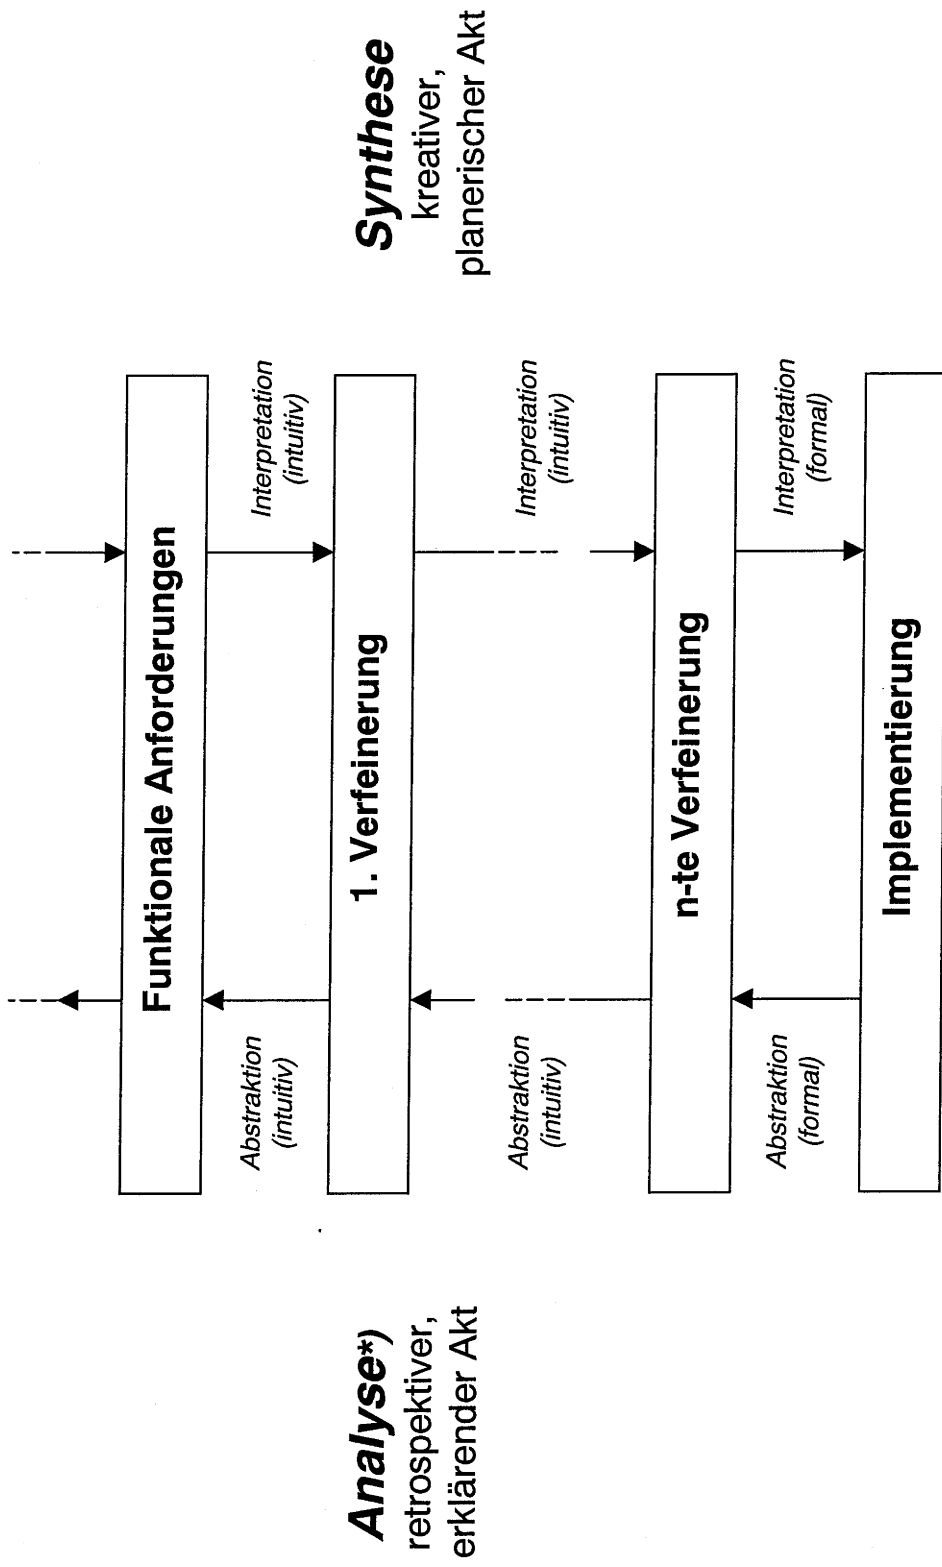 Analyse*)
retrospektiver,
erklärender Akt
Synthese
kreativer,
planerischer Akt
Funktionale Anforderungen
Abstraktion
(intuitiv)
Interpretation
(intuitiv)
1. Verfeinerung
Abstraktion
(intuitiv)
Interpretation
(intuitiv)
n-te Verfeinerung
Abstraktion
(formal)
Interpretation
(formal)
Implementierung